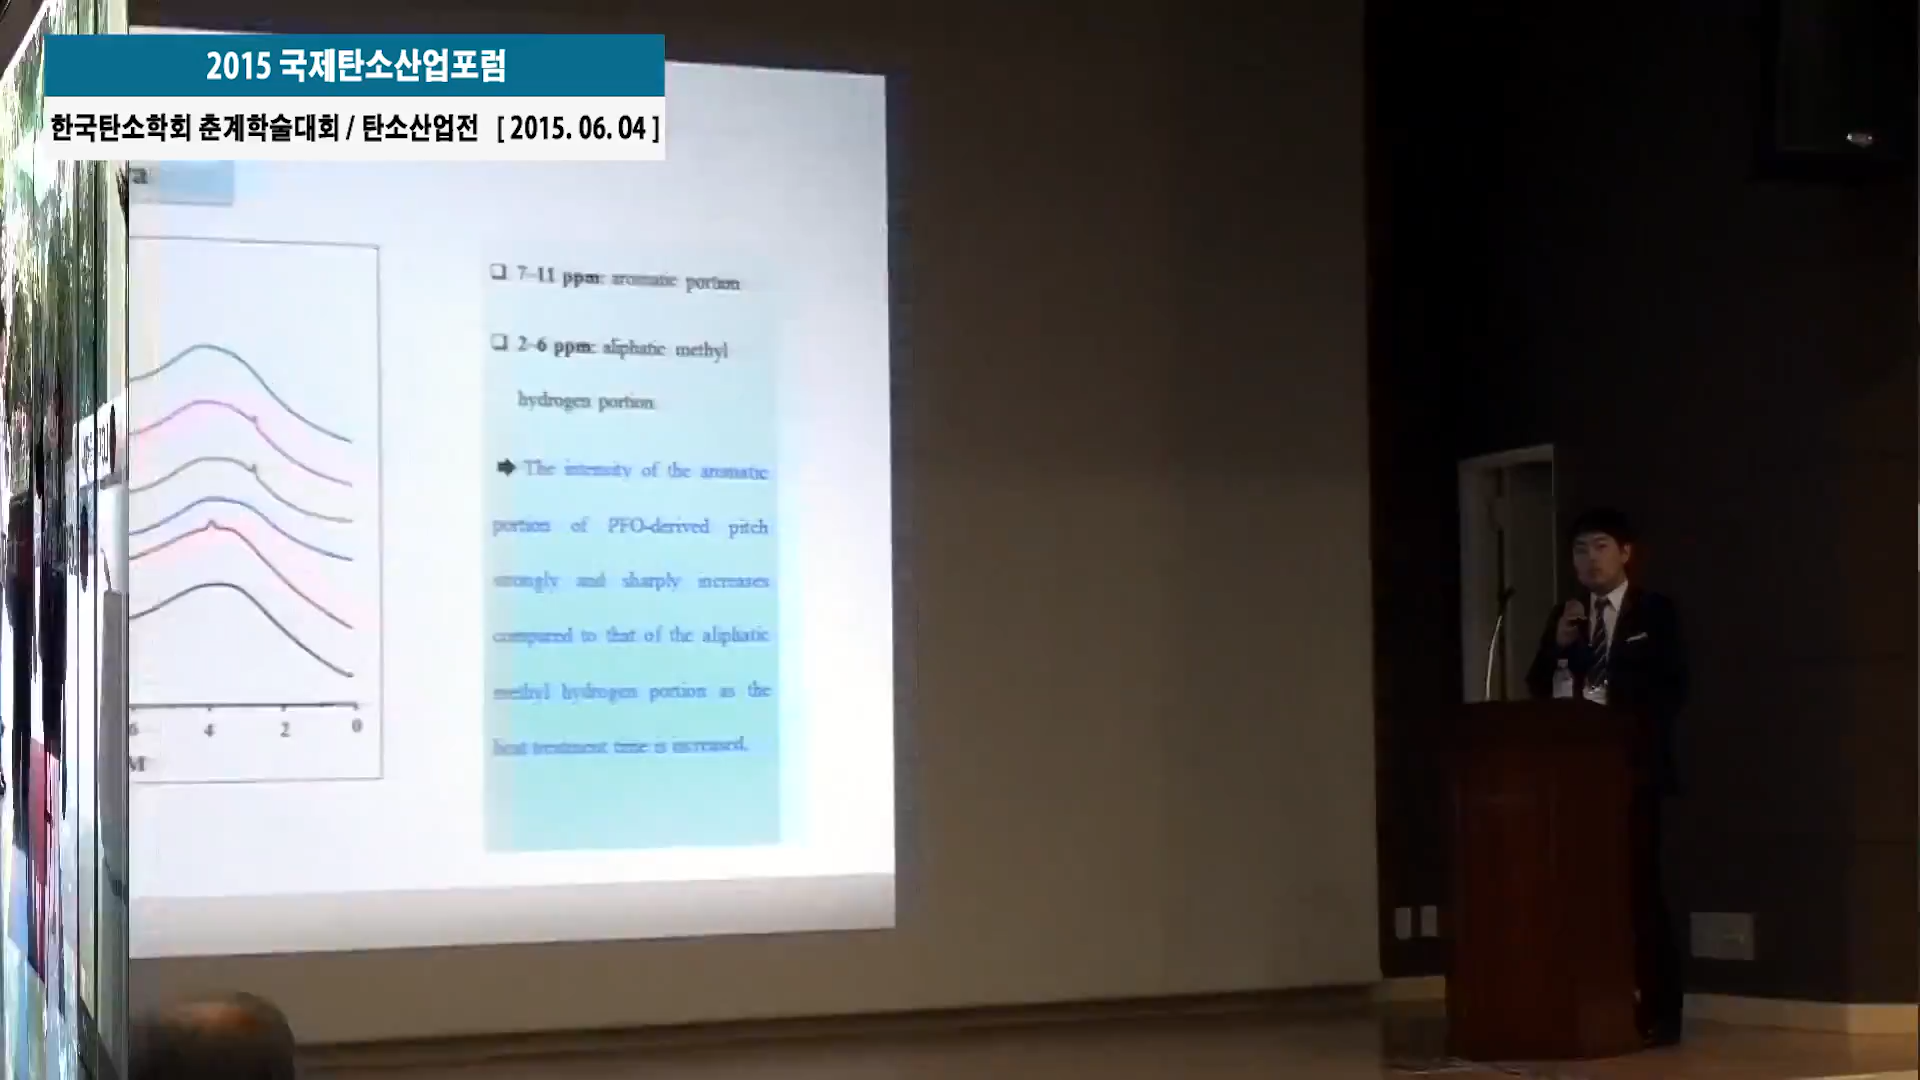 2015 국제탄소산업포럼
한국탄소학회 춘계학술대회 / 탄소산업전 [ 2015. 06. 04 ]
a
❑ 7-11 ppm: aromatic portion
❑ 2-6 ppm: aliphatic methyl
hydrogen portion
➡ The intensity of the aromatic
portion of PFO-derived pitch
strongly and sharply increases
compared to that of the aliphatic
methyl hydrogen portion as the
heat treatment time is increased.
6 4 2 0
M